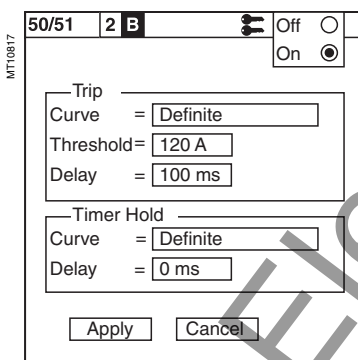 MT10817
50/51 2 B Off
On
Trip
Curve = Definite
Threshold = 120 A
Delay = 100 ms
Timer Hold
Curve = Definite
Delay = 0 ms
Apply Cancel